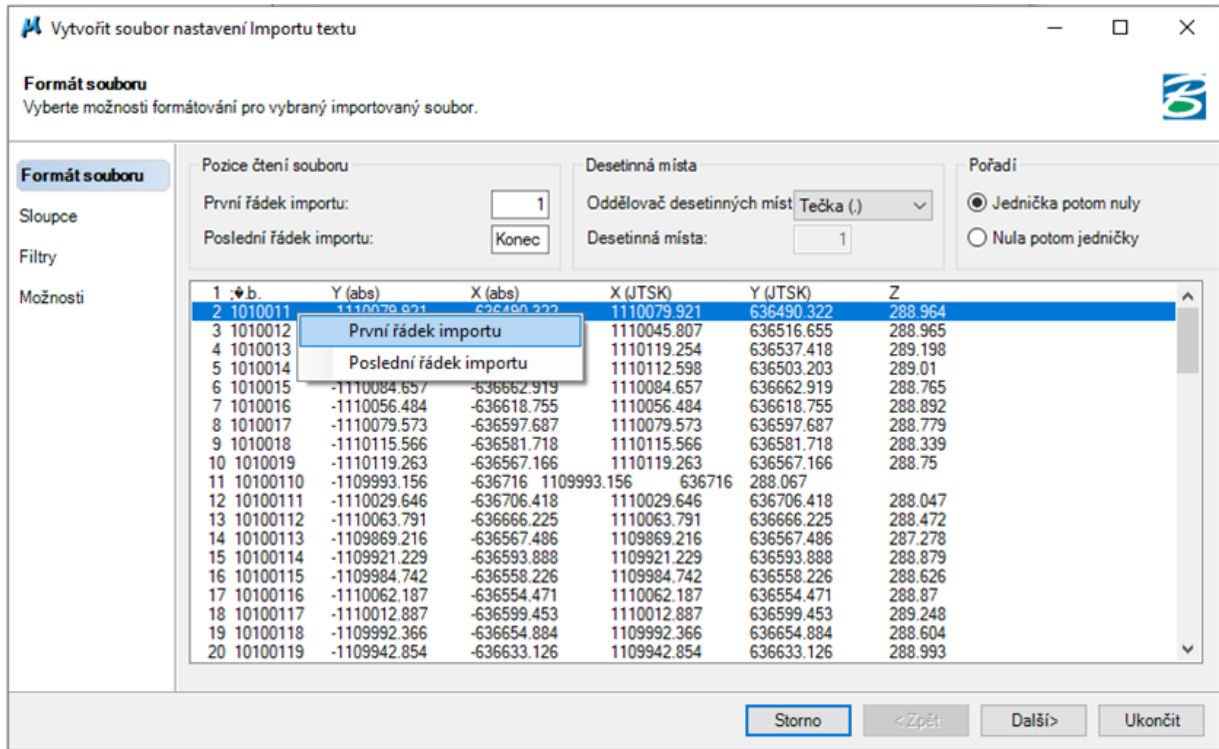 Vytvořit soubor nastavení Importu textu
Formát souboru
Vyberte možnosti formátování pro vybraný importovaný soubor.
Formát souboru
Sloupce
Filtry
Možnosti
Pozice čtení souboru
První řádek importu: 1
Poslední řádek importu: Konec
Desetinná místa
Oddělovač desetinných míst Tečka (.)
Desetinná místa: 1
Pořadí
Jednička potom nuly
Nula potom jedničky
1 ;�.b. Y (abs) X (abs) X (JTSK) Y (JTSK) Z
2 1010011 -1110079.921 -636490.322 1110079.921 636490.322 288.964
3 1010012 1110045.807 636516.655 288.965
4 1010013 1110119.254 636537.418 289.198
5 1010014 1110112.598 636503.203 289.01
První řádek importu
Poslední řádek importu
6 1010015 -1110084.657 -636662.919 1110084.657 636662.919 288.765
7 1010016 -1110056.484 -636618.755 1110056.484 636618.755 288.892
8 1010017 -1110079.573 -636597.687 1110079.573 636597.687 288.779
9 1010018 -1110115.566 -636581.718 1110115.566 636581.718 288.339
10 1010019 -1110119.263 -636567.166 1110119.263 636567.166 288.75
11 10100110 -1109993.156 -636716 1109993.156 636716 288.067
12 10100111 -1110029.646 -636706.418 1110029.646 636706.418 288.047
13 10100112 -1110063.791 -636666.225 1110063.791 636666.225 288.472
14 10100113 -1109869.216 -636567.486 1109869.216 636567.486 287.278
15 10100114 -1109921.229 -636593.888 1109921.229 636593.888 288.879
16 10100115 -1109984.742 -636558.226 1109984.742 636558.226 288.626
17 10100116 -1110062.187 -636554.471 1110062.187 636554.471 288.87
18 10100117 -1110012.887 -636599.453 1110012.887 636599.453 289.248
19 10100118 -1109992.366 -636654.884 1109992.366 636654.884 288.604
20 10100119 -1109942.854 -636633.126 1109942.854 636633.126 288.993
Storno
<Zpět
Další>
Ukončit